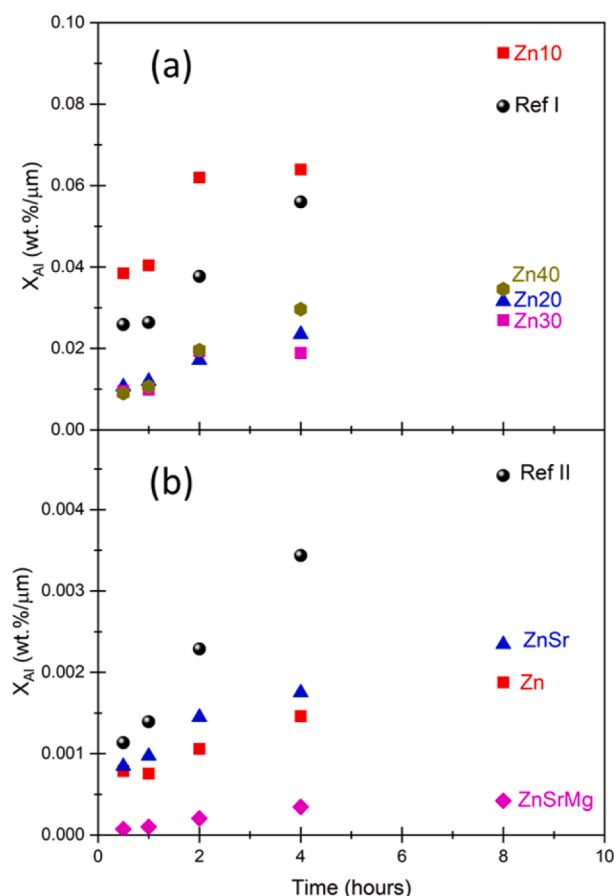 0.10
(a)
Zn10
0.08
Ref I
0.06
X_Al (wt.%/μm)
0.04
Zn40
Zn20
Zn30
0.02
0.00
(b)
Ref II
0.004
0.003
X_Al (wt.%/μm)
ZnSr
0.002
Zn
0.001
ZnSrMg
0.000
0 2 4 6 8 10
Time (hours)